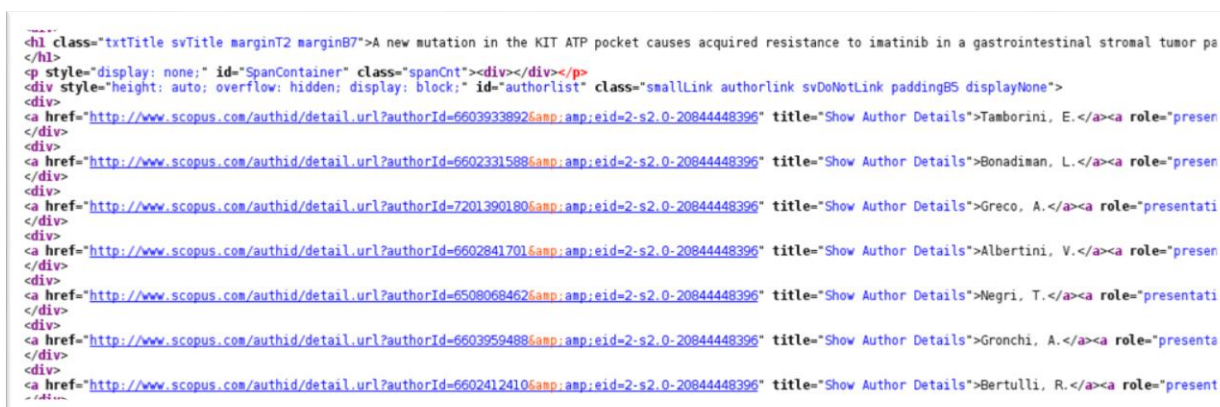 <h1 class="txtTitle svTitle marginT2 marginB7">A new mutation in the KIT ATP pocket causes acquired resistance to imatinib in a gastrointestinal stromal tumor pa
</h1>
<p style="display: none;" id="SpanContainer" class="spanCnt"><div></div></p>
<div style="height: auto; overflow: hidden; display: block;" id="authorlist" class="smallLink authorlink svDoNotLink paddingB5 displayNone">
<div>
<a href="http://www.scopus.com/authid/detail.url?authorId=6603933892&amp;amp;eid=2-s2.0-20844448396" title="Show Author Details">Tamborini, E.</a><a role="presen
</div>
<div>
<a href="http://www.scopus.com/authid/detail.url?authorId=6602331588&amp;amp;eid=2-s2.0-20844448396" title="Show Author Details">Bonadiman, L.</a><a role="presen
</div>
<div>
<a href="http://www.scopus.com/authid/detail.url?authorId=7201390180&amp;amp;eid=2-s2.0-20844448396" title="Show Author Details">Greco, A.</a><a role="presentati
</div>
<div>
<a href="http://www.scopus.com/authid/detail.url?authorId=6602841701&amp;amp;eid=2-s2.0-20844448396" title="Show Author Details">Albertini, V.</a><a role="presen
</div>
<div>
<a href="http://www.scopus.com/authid/detail.url?authorId=6508068462&amp;amp;eid=2-s2.0-20844448396" title="Show Author Details">Negri, T.</a><a role="presentati
</div>
<div>
<a href="http://www.scopus.com/authid/detail.url?authorId=6603959488&amp;amp;eid=2-s2.0-20844448396" title="Show Author Details">Gronchi, A.</a><a role="presenta
</div>
<div>
<a href="http://www.scopus.com/authid/detail.url?authorId=6602412410&amp;amp;eid=2-s2.0-20844448396" title="Show Author Details">Bertulli, R.</a><a role="present